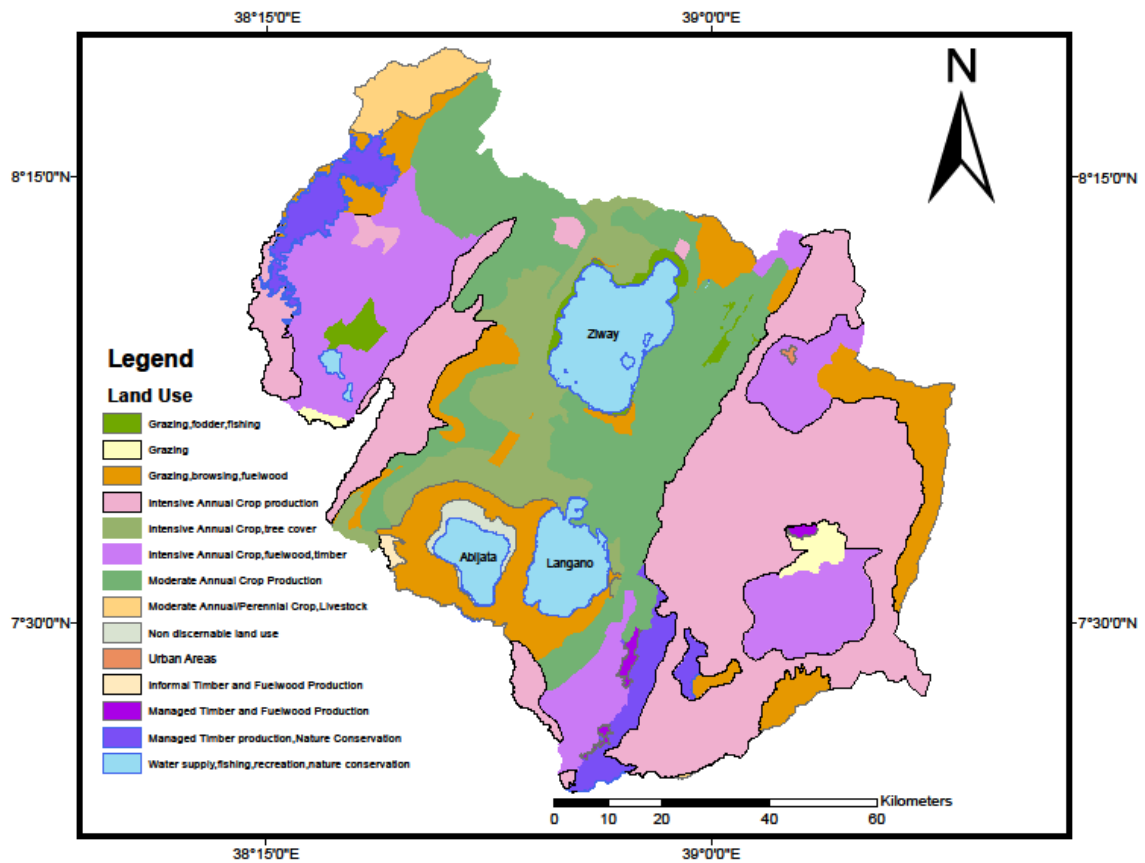 38°15'0"E 39°0'0"E
N
8°15'0"N 8°15'0"N
Ziway
Legend
Land Use
Grazing,fodder,fishing
Grazing
Grazing,browsing,fuelwood
Intensive Annual Crop production
Intensive Annual Crop,tree cover
Intensive Annual Crop,fuelwood,timber
Moderate Annual Crop Production
Moderate Annual/Perennial Crop,Livestock
Non discernable land use
Urban Areas
Informal Timber and Fuelwood Production
Managed Timber and Fuelwood Production
Managed Timber production,Nature Conservation
Water supply,fishing,recreation,nature conservation
Abijata Langano
7°30'0"N 7°30'0"N
Kilometers
0 10 20 40 60
38°15'0"E 39°0'0"E